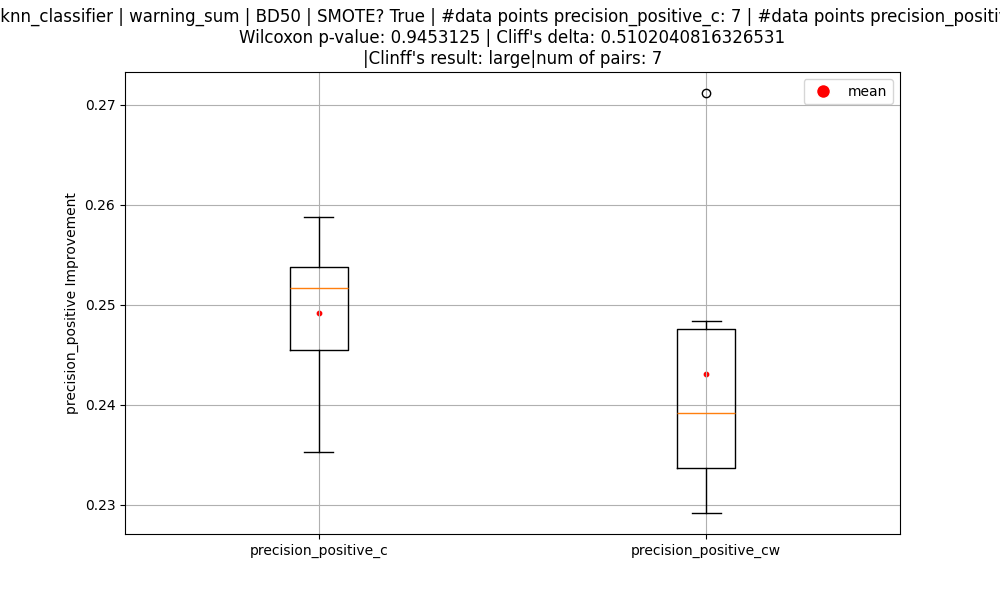 knn_classifier | warning_sum | BD50 | SMOTE? True | #data points precision_positive_c: 7 | #data points
Wilcoxon p-value: 0.9453125 | Cliff's delta: 0.5102040816326531
|Clinff's result: large|num of pairs: 7
mean
0.27
0.26
0.25
0.24
0.23
precision_positive Improvement
precision_positive_c
precision_positive_cw